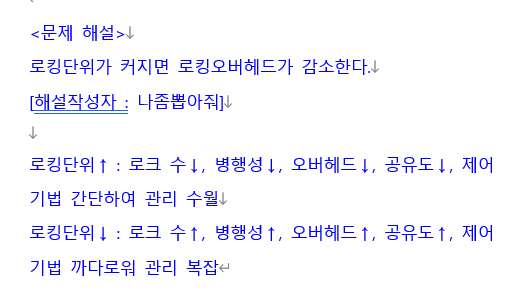 <문제 해설>↓
로킹단위가 커지면 로킹오버헤드가 감소한다.↓
[해설작성자 : 나좀뽑아줘]↓
↓
로킹단위↑ : 로크 수↓, 병행성↓, 오버헤드↓, 공유도↓, 제어
기법 간단하여 관리 수월↓
로킹단위↓ : 로크 수↑, 병행성↑, 오버헤드↑, 공유도↑, 제어
기법 까다로워 관리 복잡↵